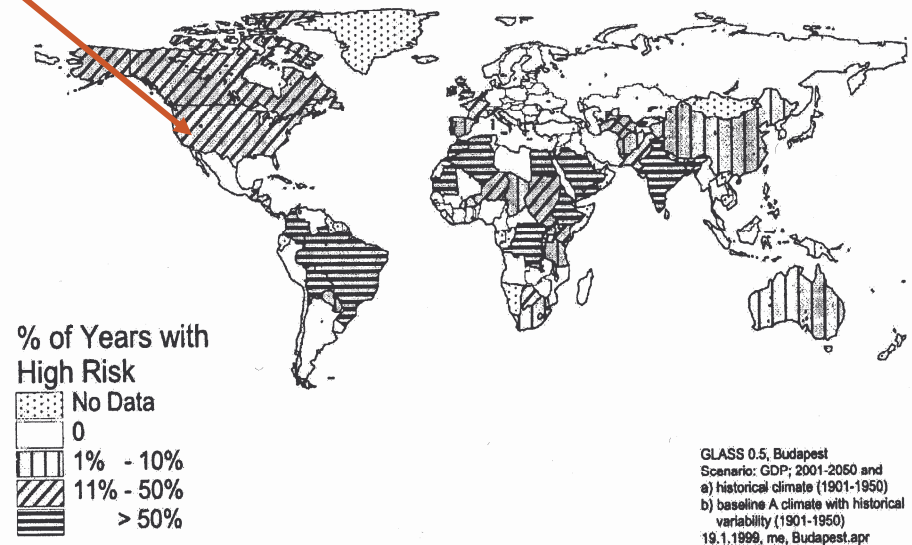 % of Years with
High Risk
No Data
0
1% - 10%
11% - 50%
> 50%
GLASS 0.5, Budapest
Scenario: GDP; 2001-2050 and
a) historical climate (1901-1950)
b) baseline A climate with historical
variability (1901-1950)
19.1.1999, me, Budapest.apr